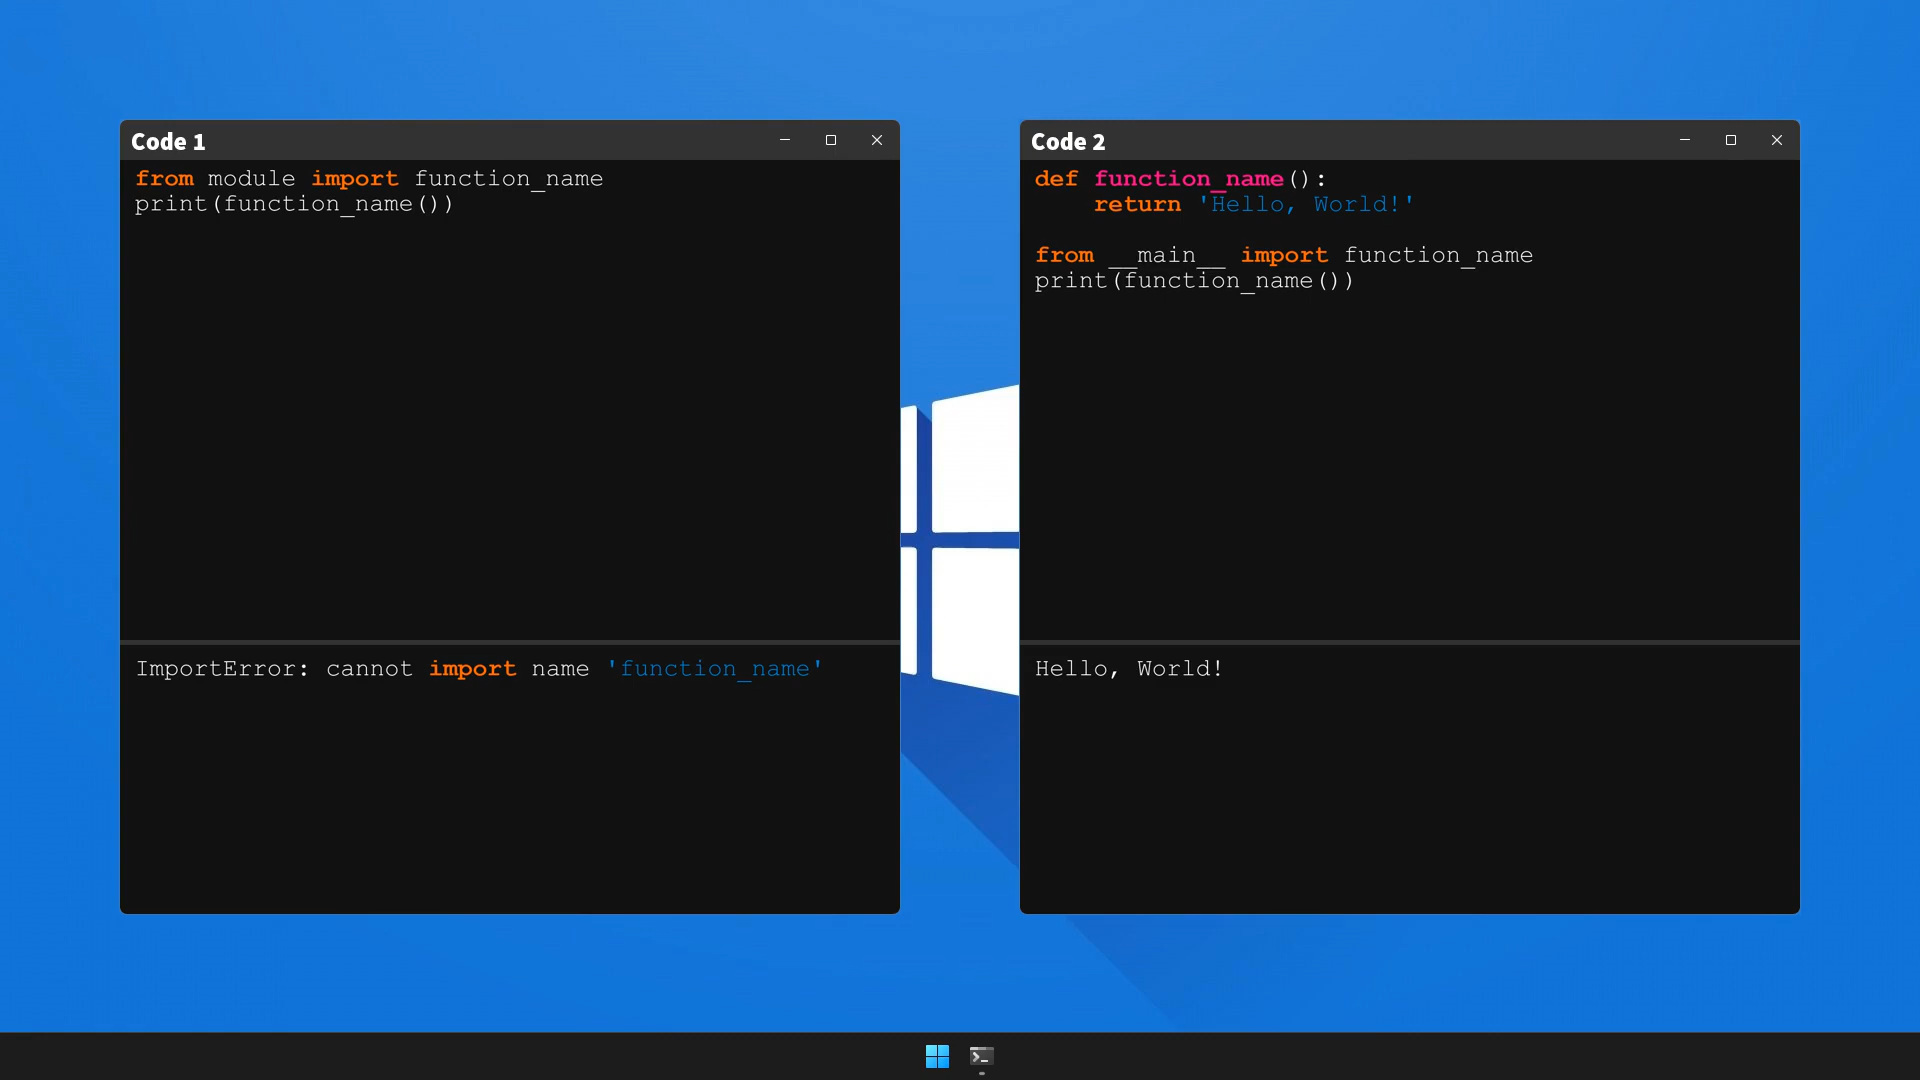 Code 1
from module import function_name
print(function_name())
ImportError: cannot import name 'function_name'
Code 2
def function_name():
    return 'Hello, World!'

from __main__ import function_name
print(function_name())
Hello, World!